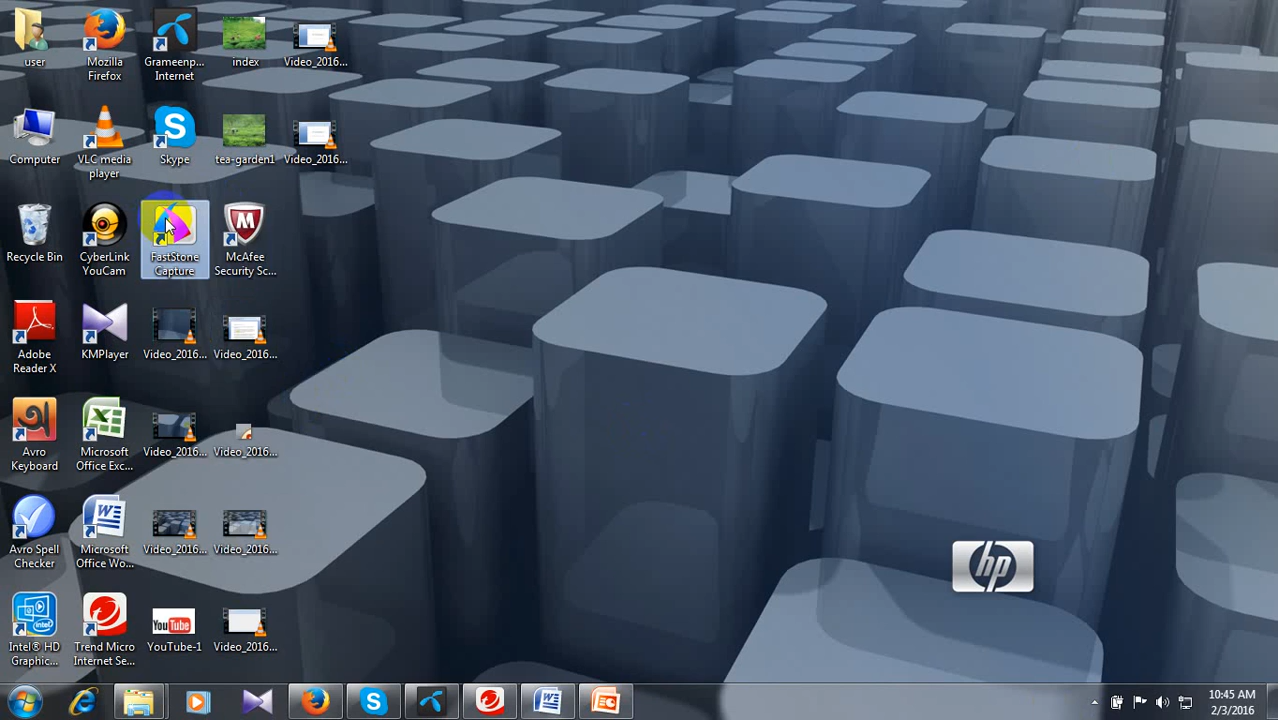 user
Mozilla
Firefox
Grameenp...
Internet
index
Video_2016...
Computer
VLC media
player
Skype
tea-garden1
Video_2016...
Recycle Bin
CyberLink
YouCam
FastStone
Capture
McAfee
Security Sc...
Adobe
Reader X
KMPlayer
Video_2016...
Video_2016...
Avro
Keyboard
Microsoft
Office Exc...
Video_2016...
Video_2016...
Avro Spell
Checker
Microsoft
Office Wo...
Video_2016...
Video_2016...
Intel® HD
Graphic...
Trend Micro
Internet Se...
YouTube-1
Video_2016...
hp
10:45 AM
2/3/2016